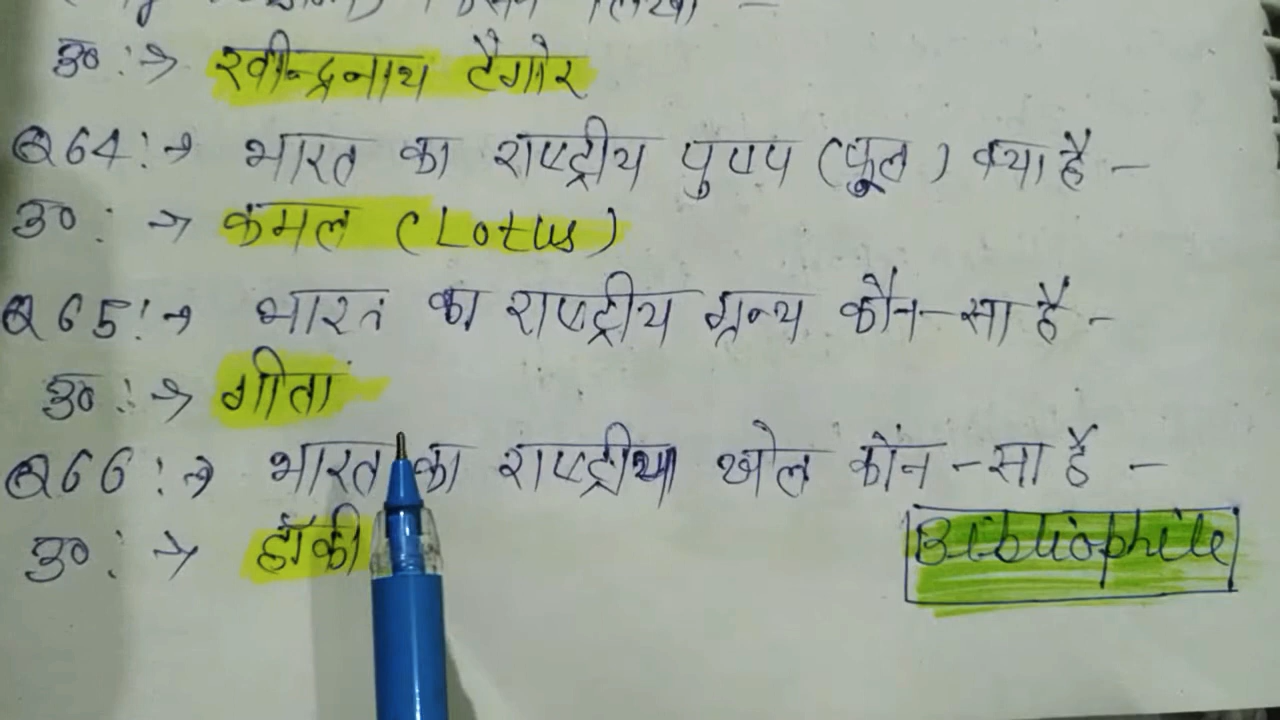 उ० :→ रवीन्द्रनाथ टैगोर
Q64:→ भारत का राष्ट्रीय पुष्प (फूल) क्या है -
उ० : → कमल (Lotus)
Q65:→ भारत का राष्ट्रीय ग्रन्थ कौन-सा है -
उ० :→ गीता
Q66:→ भारत का राष्ट्रीय खेल कौन-सा है -
उ० : → हॉकी
Bibliophile